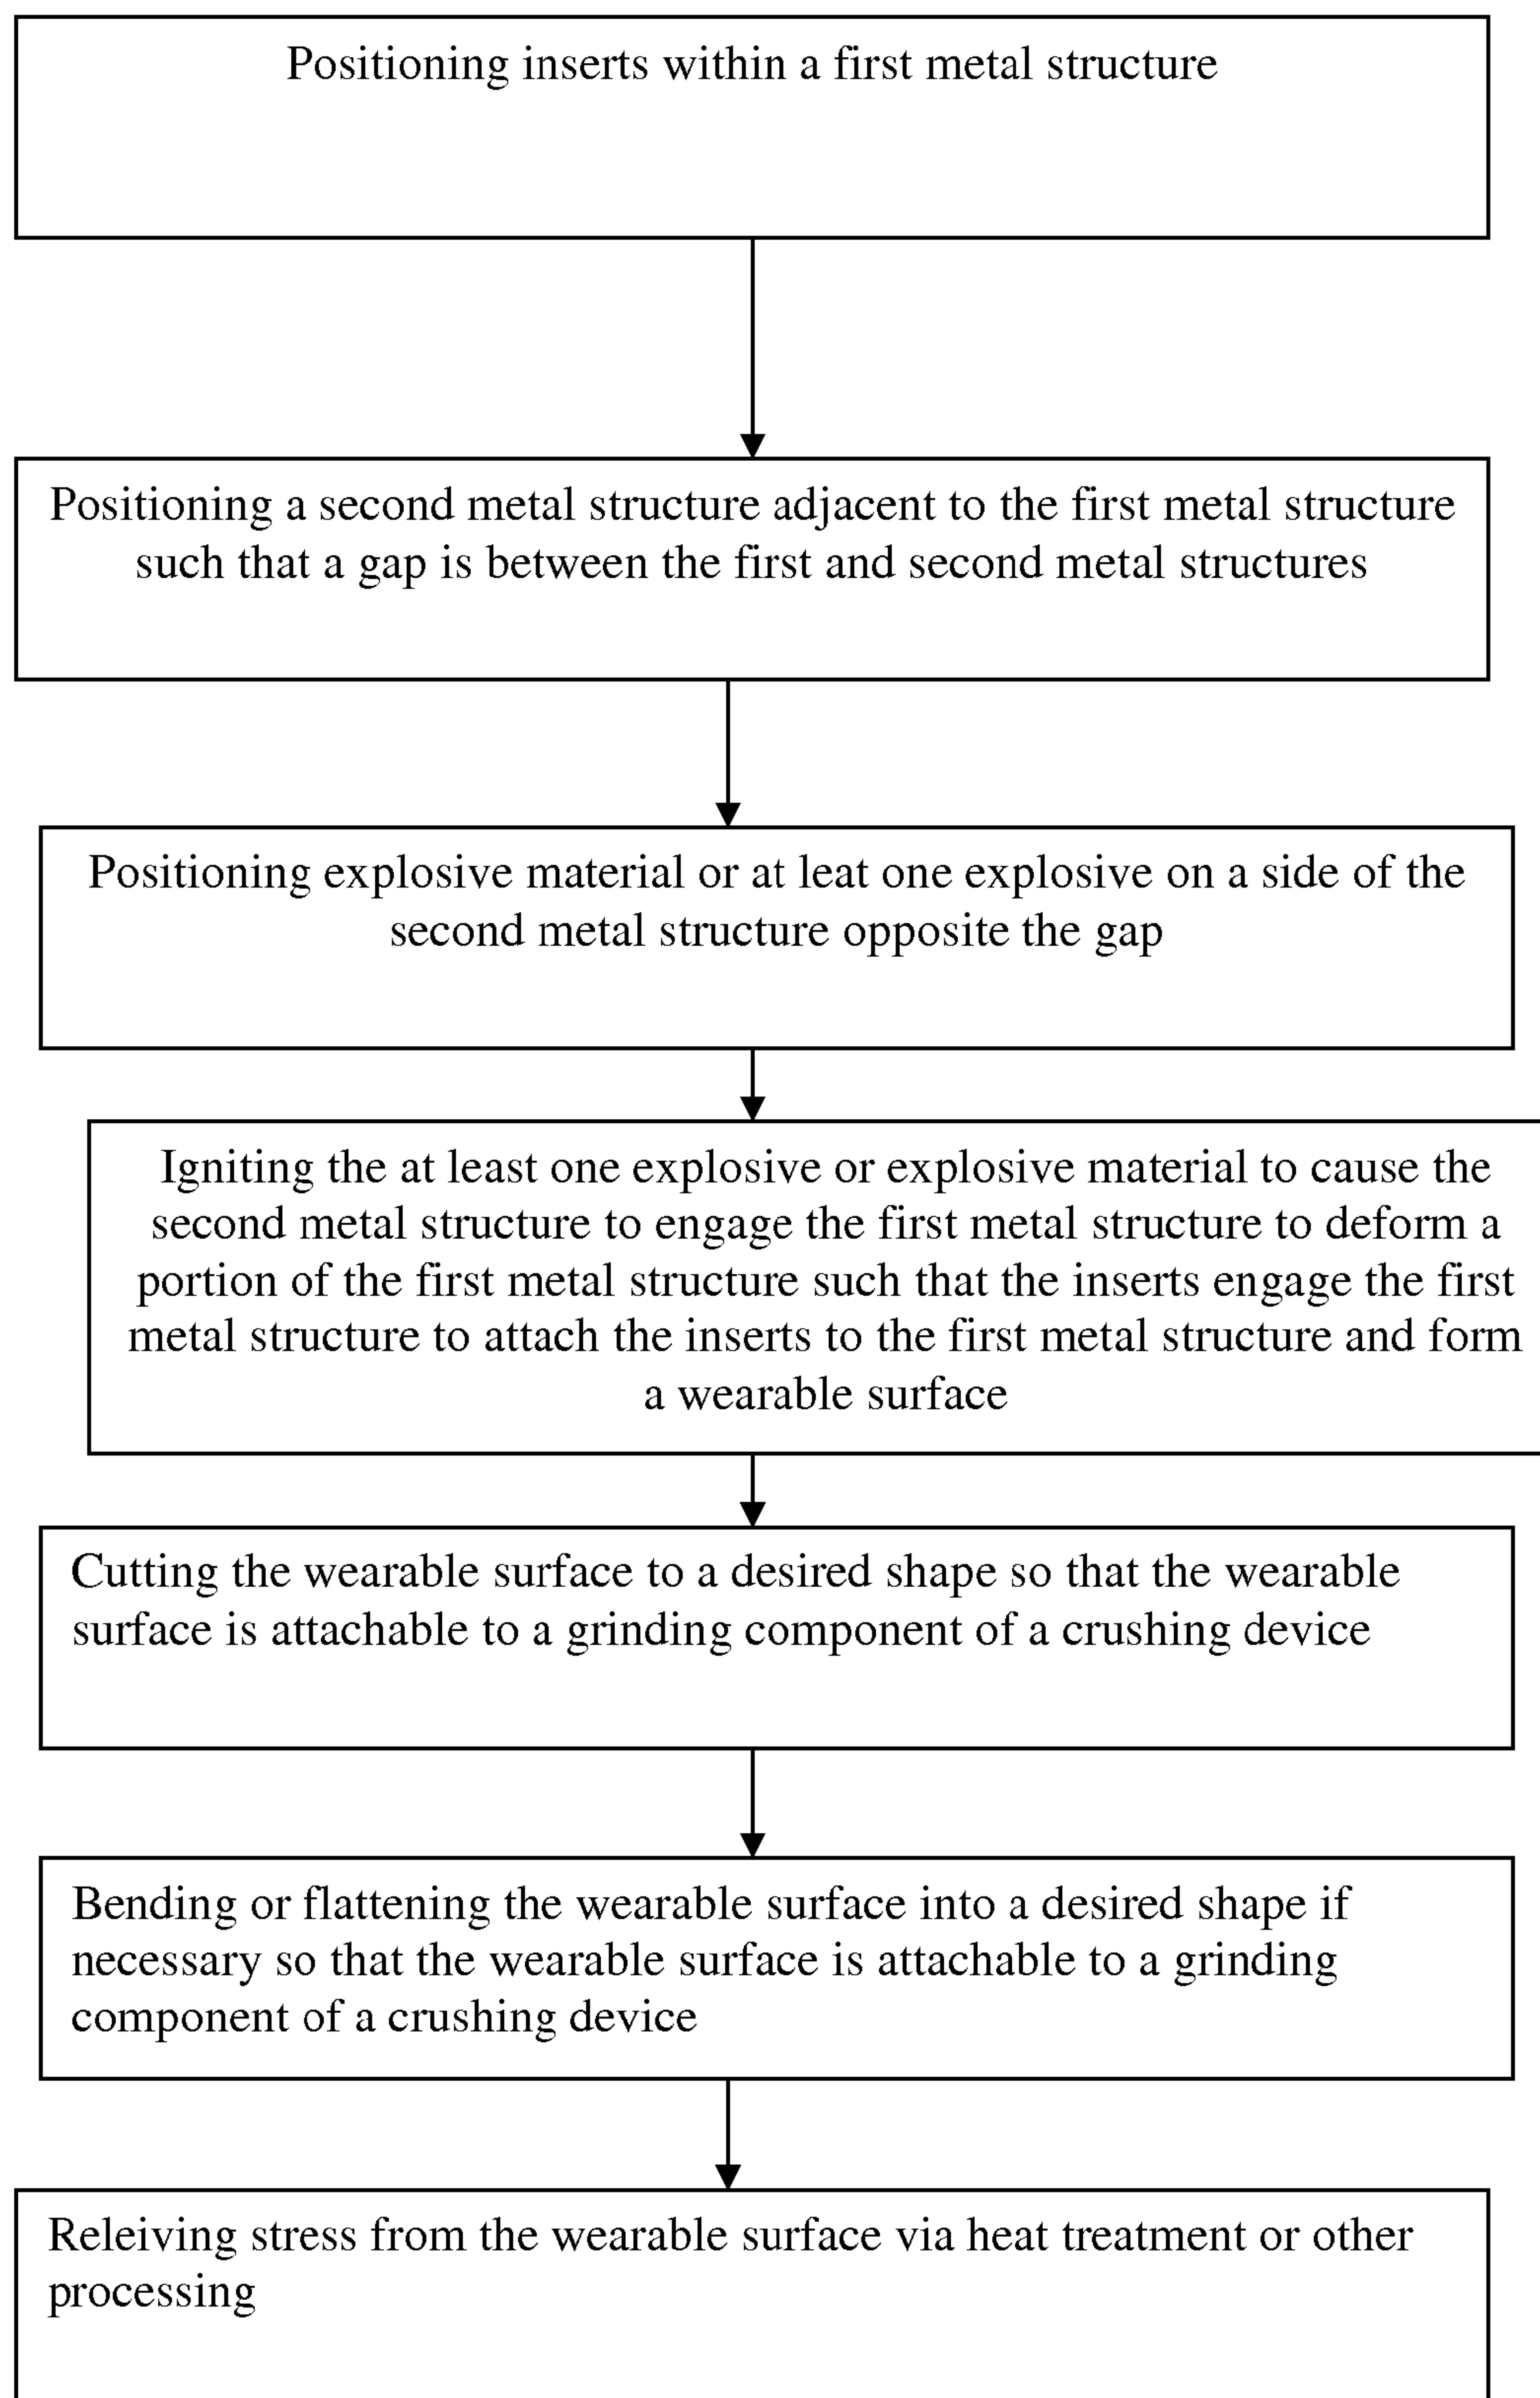 Positioning inserts within a first metal structure
Positioning a second metal structure adjacent to the first metal structure
such that a gap is between the first and second metal structures
Positioning explosive material or at leat one explosive on a side of the
second metal structure opposite the gap
Igniting the at least one explosive or explosive material to cause the
second metal structure to engage the first metal structure to deform a
portion of the first metal structure such that the inserts engage the first
metal structure to attach the inserts to the first metal structure and form
a wearable surface
Cutting the wearable surface to a desired shape so that the wearable
surface is attachable to a grinding component of a crushing device
Bending or flattening the wearable surface into a desired shape if
necessary so that the wearable surface is attachable to a grinding
component of a crushing device
Releiving stress from the wearable surface via heat treatment or other
processing